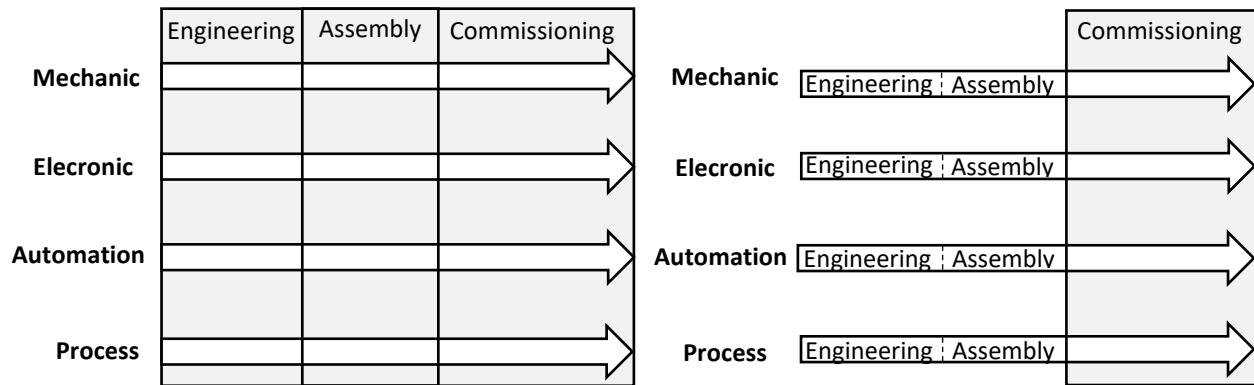 Engineering Assembly Commissioning
Mechanic
Elecronic
Automation
Process
Commissioning
Mechanic Engineering Assembly
Elecronic Engineering Assembly
Automation Engineering Assembly
Process Engineering Assembly